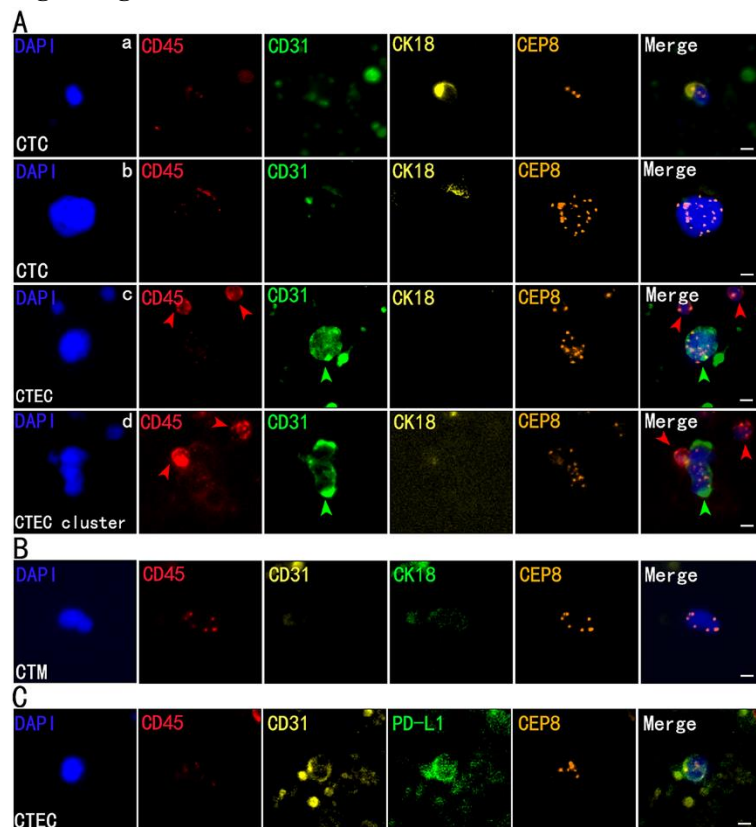 A
DAPI a CD45 CD31 CK18 CEP8 Merge
CTC
DAPI b CD45 CD31 CK18 CEP8 Merge
CTC
DAPI c CD45 CD31 CK18 CEP8 Merge
CTEC
DAPI d CD45 CD31 CK18 CEP8 Merge
CTEC cluster
B
DAPI CD45 CD31 CK18 CEP8 Merge
CTM
C
DAPI CD45 CD31 PD-L1 CEP8 Merge
CTEC